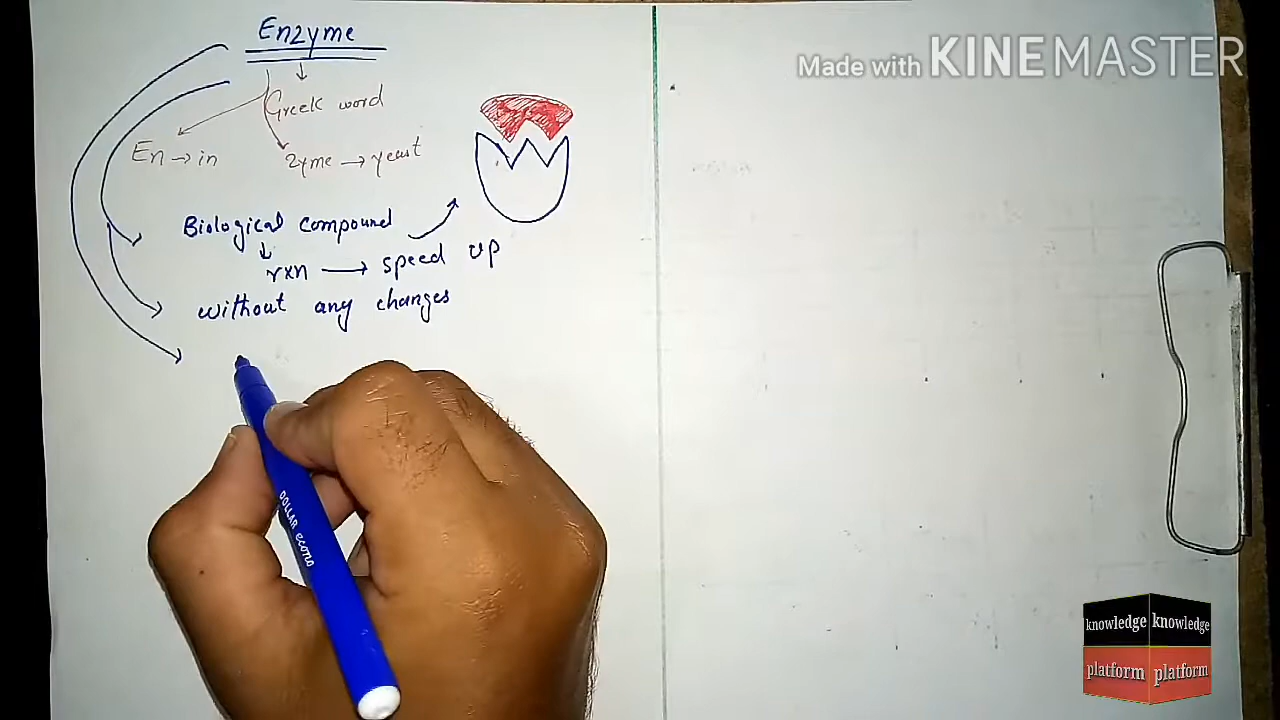 Enzyme
Greek word
En → in
Zyme → yeast
Biological compound
rxn → speed up
without any changes
DOLLAR econo
Made with KINEMASTER
knowledge knowledge
platform platform